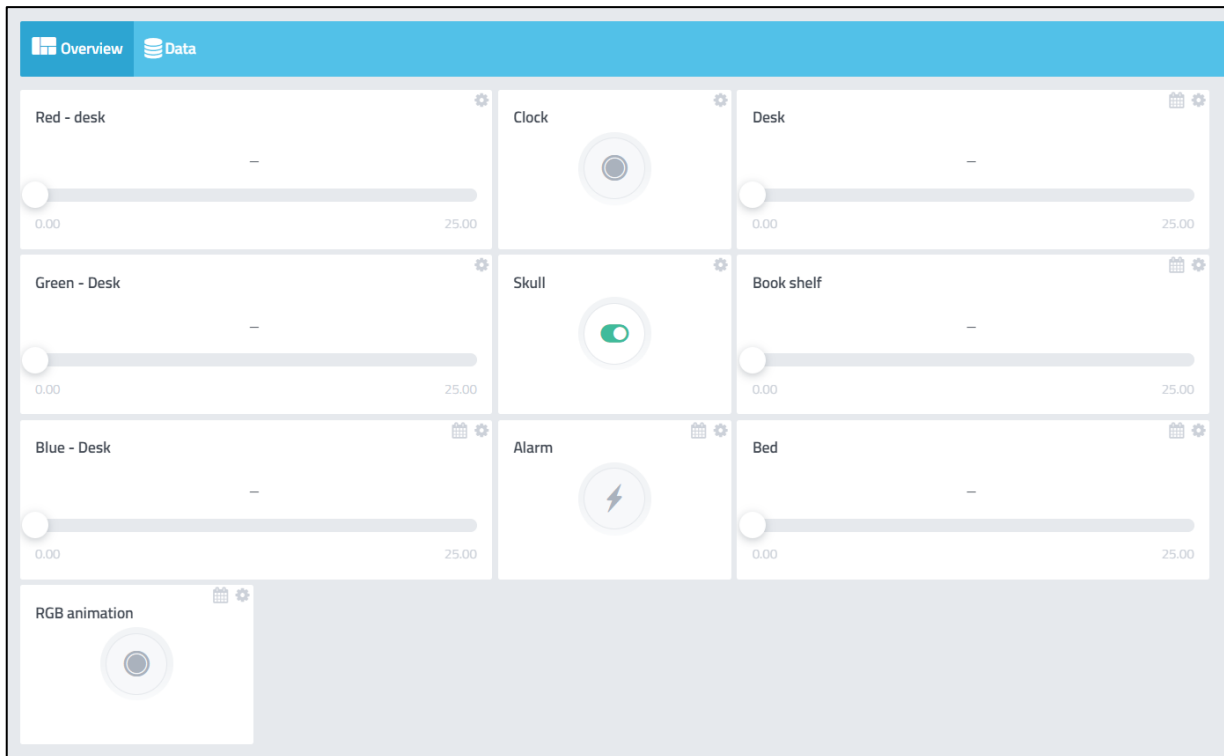 Overview Data
Red - desk
–
0.00 25.00
Clock
Desk
–
0.00 25.00
Green - Desk
–
0.00 25.00
Skull
Book shelf
–
0.00 25.00
Blue - Desk
–
0.00 25.00
Alarm
Bed
–
0.00 25.00
RGB animation